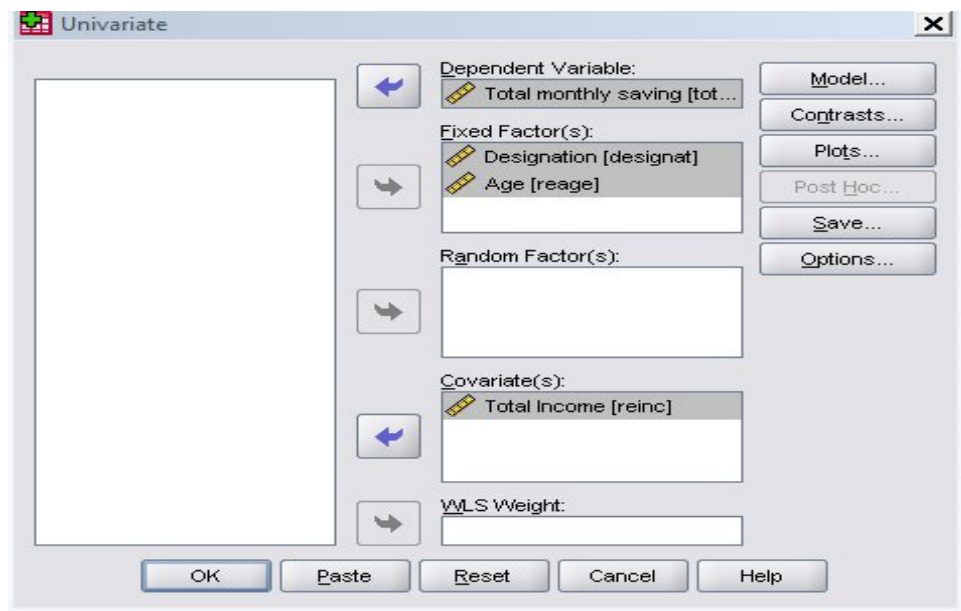 Univariate
Dependent Variable:
Total monthly saving [tot...
Fixed Factor(s):
Designation [designat]
Age [reage]
Random Factor(s):
Covariate(s):
Total Income [reinc]
WLS Weight:
Model...
Contrasts...
Plots...
Post Hoc...
Save...
Options...
OK
Paste
Reset
Cancel
Help